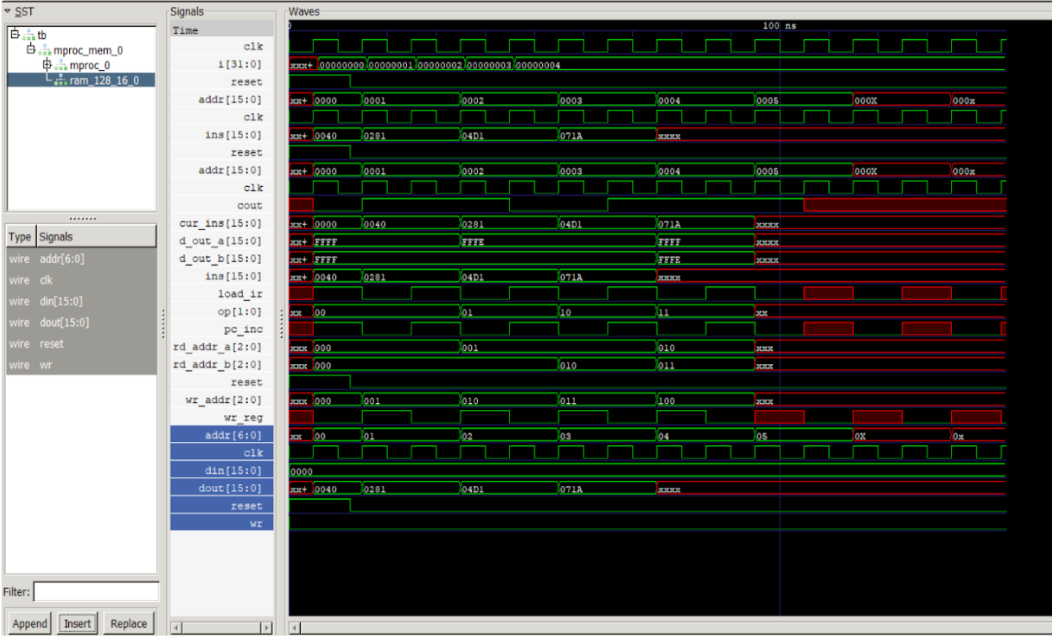 SST
tb
mproc_mem_0
mproc_0
ram_128_16_0
Type Signals
wire addr[6:0]
wire clk
wire din[15:0]
wire dout[15:0]
wire reset
wire wr
Filter:
Append Insert Replace
Signals
Time
clk
i[31:0]
reset
addr[15:0]
clk
ins[15:0]
reset
addr[15:0]
clk
cout
cur_ins[15:0]
d_out_a[15:0]
d_out_b[15:0]
ins[15:0]
load_ir
op[1:0]
pc_inc
rd_addr_a[2:0]
rd_addr_b[2:0]
reset
wr_addr[2:0]
wr_reg
addr[6:0]
clk
din[15:0]
dout[15:0]
reset
wr
Waves
100 ns
xxx+ 00000000 00000001 00000002 00000003 00000004
xx+ 0000 0001 0002 0003 0004 0005 000X 000x
xx+ 0040 0281 04D1 071A xxxx
xx+ 0000 0001 0002 0003 0004 0005 000X 000x
xx+ 0000 0040 0281 04D1 071A xxxx
xx+ FFFF FFFE FFFF xxxx
xx+ FFFF FFFE xxxx
xx+ 0040 0281 04D1 071A xxxx
xx 00 01 10 11 xx
xxx 000 001 010 xxx
xxx 000 010 011 xxx
xxx 000 001 010 011 100 xxx
xx 00 01 02 03 04 05 0X 0x
0000
xx+ 0040 0281 04D1 071A xxxx